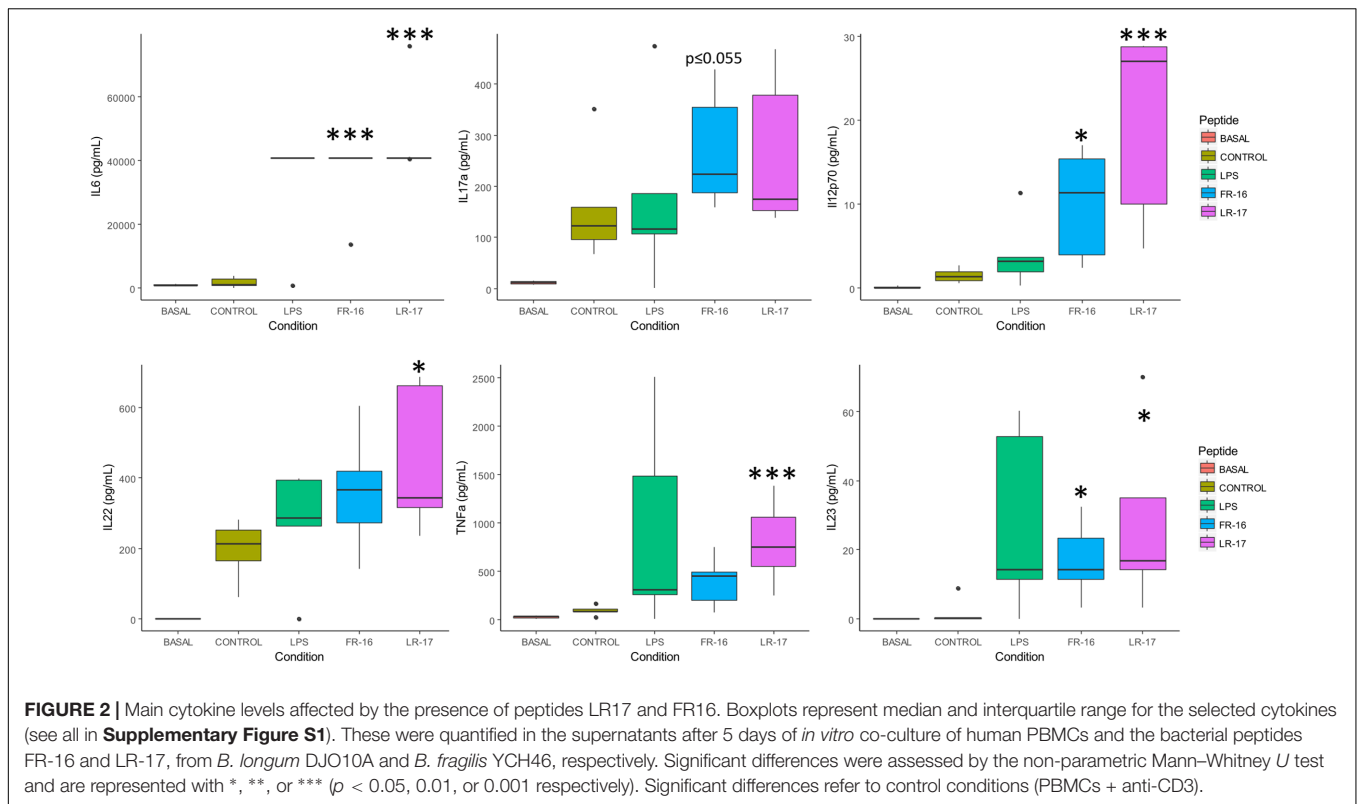 ***
***
60000
40000
20000
0
IL6 (pg/mL)
BASAL CONTROL LPS FR-16 LR-17
Condition
p≤0.055
400
300
200
100
0
IL17a (pg/mL)
BASAL CONTROL LPS FR-16 LR-17
Condition
***
*
30
20
10
0
Il12p70 (pg/mL)
BASAL CONTROL LPS FR-16 LR-17
Condition
Peptide
BASAL
CONTROL
LPS
FR-16
LR-17
*
600
400
200
0
IL22 (pg/mL)
BASAL CONTROL LPS FR-16 LR-17
Condition
***
2500
2000
1500
1000
500
0
TNFa (pg/mL)
BASAL CONTROL LPS FR-16 LR-17
Condition
*
*
60
40
20
0
IL23 (pg/mL)
BASAL CONTROL LPS FR-16 LR-17
Condition
Peptide
BASAL
CONTROL
LPS
FR-16
LR-17
FIGURE 2 | Main cytokine levels affected by the presence of peptides LR17 and FR16. Boxplots represent median and interquartile range for the selected cytokines
(see all in Supplementary Figure S1). These were quantified in the supernatants after 5 days of in vitro co-culture of human PBMCs and the bacterial peptides
FR-16 and LR-17, from B. longum DJO10A and B. fragilis YCH46, respectively. Significant differences were assessed by the non-parametric Mann–Whitney U test
and are represented with *, **, or *** (p < 0.05, 0.01, or 0.001 respectively). Significant differences refer to control conditions (PBMCs + anti-CD3).